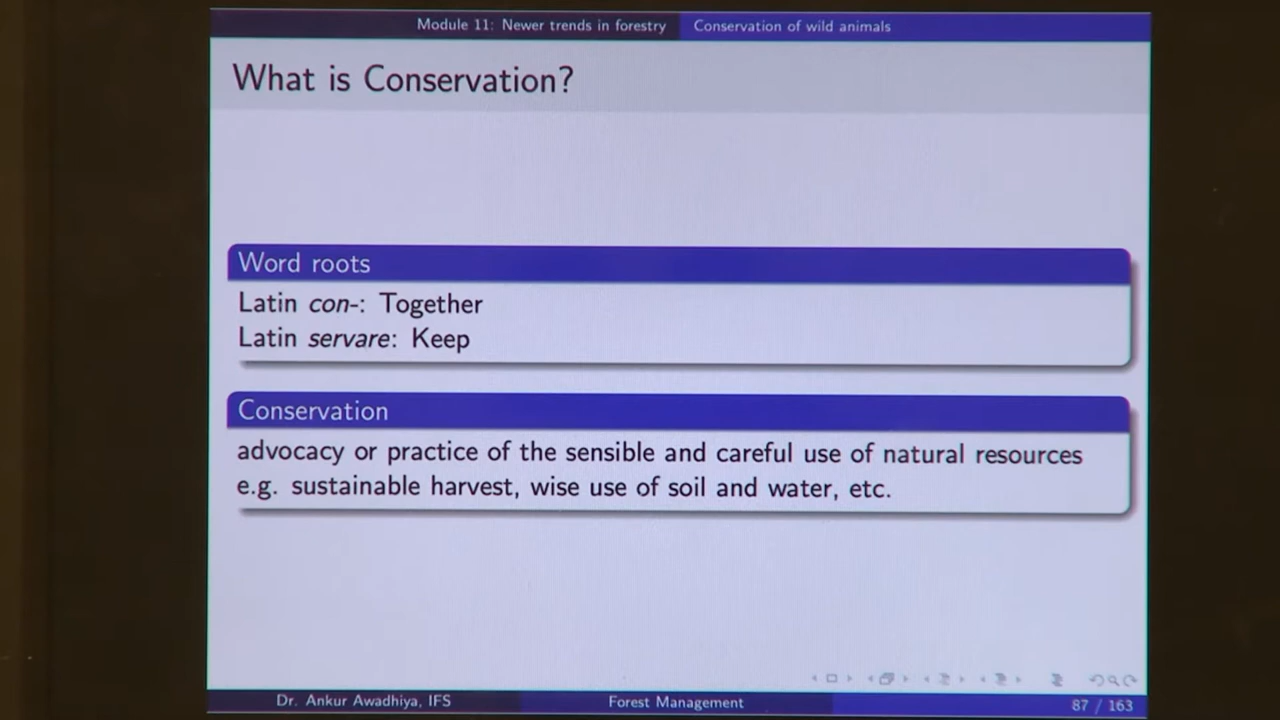 Module 11: Newer trends in forestry Conservation of wild animals
What is Conservation?
Word roots
Latin con-: Together
Latin servare: Keep
Conservation
advocacy or practice of the sensible and careful use of natural resources
e.g. sustainable harvest, wise use of soil and water, etc.
Dr. Ankur Awadhiya, IFS Forest Management 87 / 163